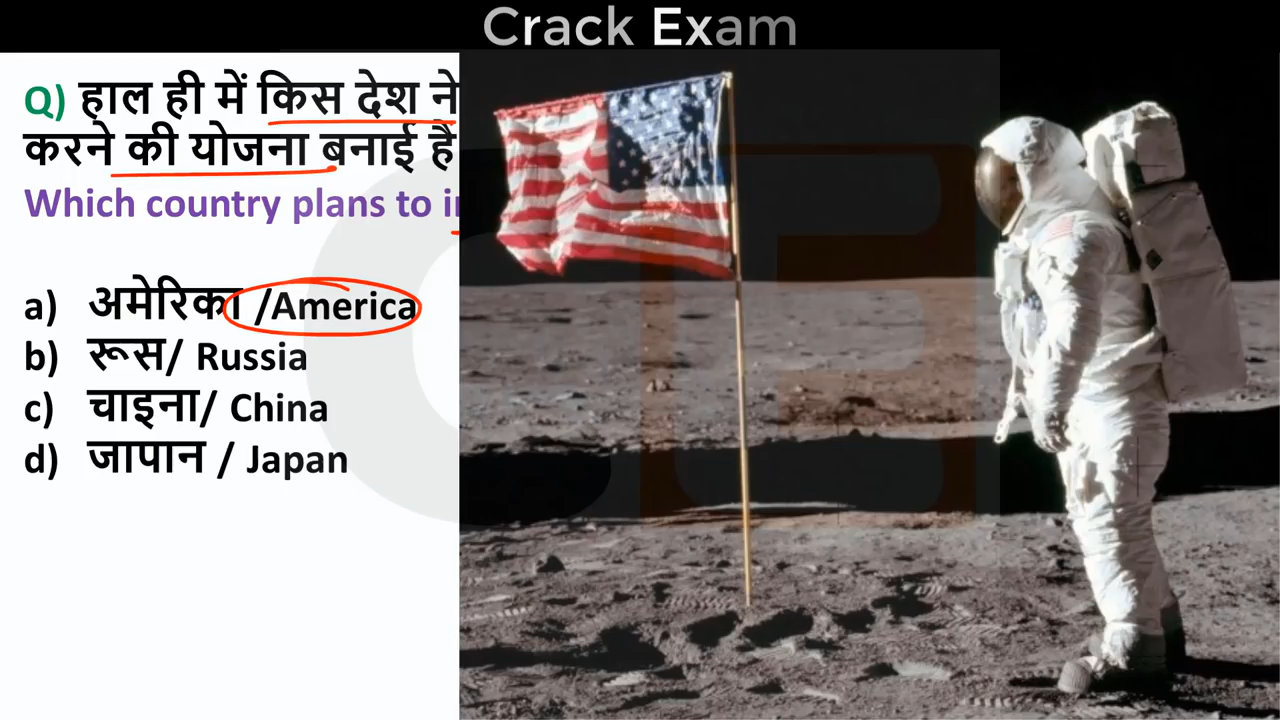 Crack Exam
Q) हाल ही में किस देश ने
करने की योजना बनाई है
Which country plans to
a) अमेरिका /America
b) रूस/ Russia
c) चाइना/ China
d) जापान / Japan